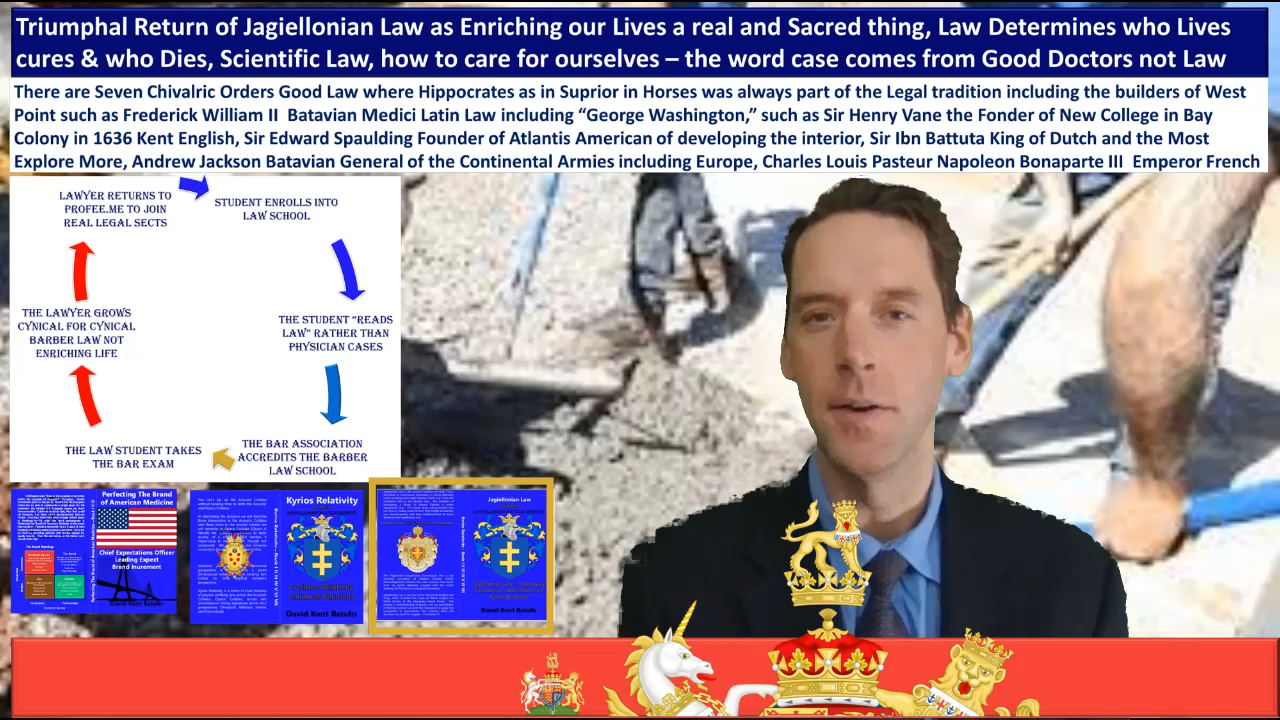 Triumphal Return of Jagiellonian Law as Enriching our Lives a real and Sacred thing, Law Determines who Lives
cures & who Dies, Scientific Law, how to care for ourselves – the word case comes from Good Doctors not Law
There are Seven Chivalric Orders Good Law where Hippocrates as in Suprior in Horses was always part of the Legal tradition including the builders of West
Point such as Frederick William II Batavian Medici Latin Law including “George Washington,” such as Sir Henry Vane the Fonder of New College in Bay
Colony in 1636 Kent English, Sir Edward Spaulding Founder of Atlantis American of developing the interior, Sir Ibn Battuta King of Dutch and the Most
Explore More, Andrew Jackson Batavian General of the Continental Armies including Europe, Charles Louis Pasteur Napoleon Bonaparte III Emperor French
LAWYER RETURNS TO
PROFEE.ME TO JOIN
REAL LEGAL SECTS
STUDENT ENROLLS INTO
LAW SCHOOL
THE STUDENT “READS
LAW” RATHER THAN
PHYSICIAN CASES
THE BAR ASSOCIATION
ACCREDITS THE BARBER
LAW SCHOOL
THE LAW STUDENT TAKES
THE BAR EXAM
THE LAWYER GROWS
CYNICAL FOR CYNICAL
BARBER LAW NOT
ENRICHING LIFE
Perfecting The Brand
of American Medicine
Chief Expectations Officer
Leading Expect
Brand Inurement
David Kent Batulis
Kyrios Relativity
David Kent Batulis
Jagiellonian Law